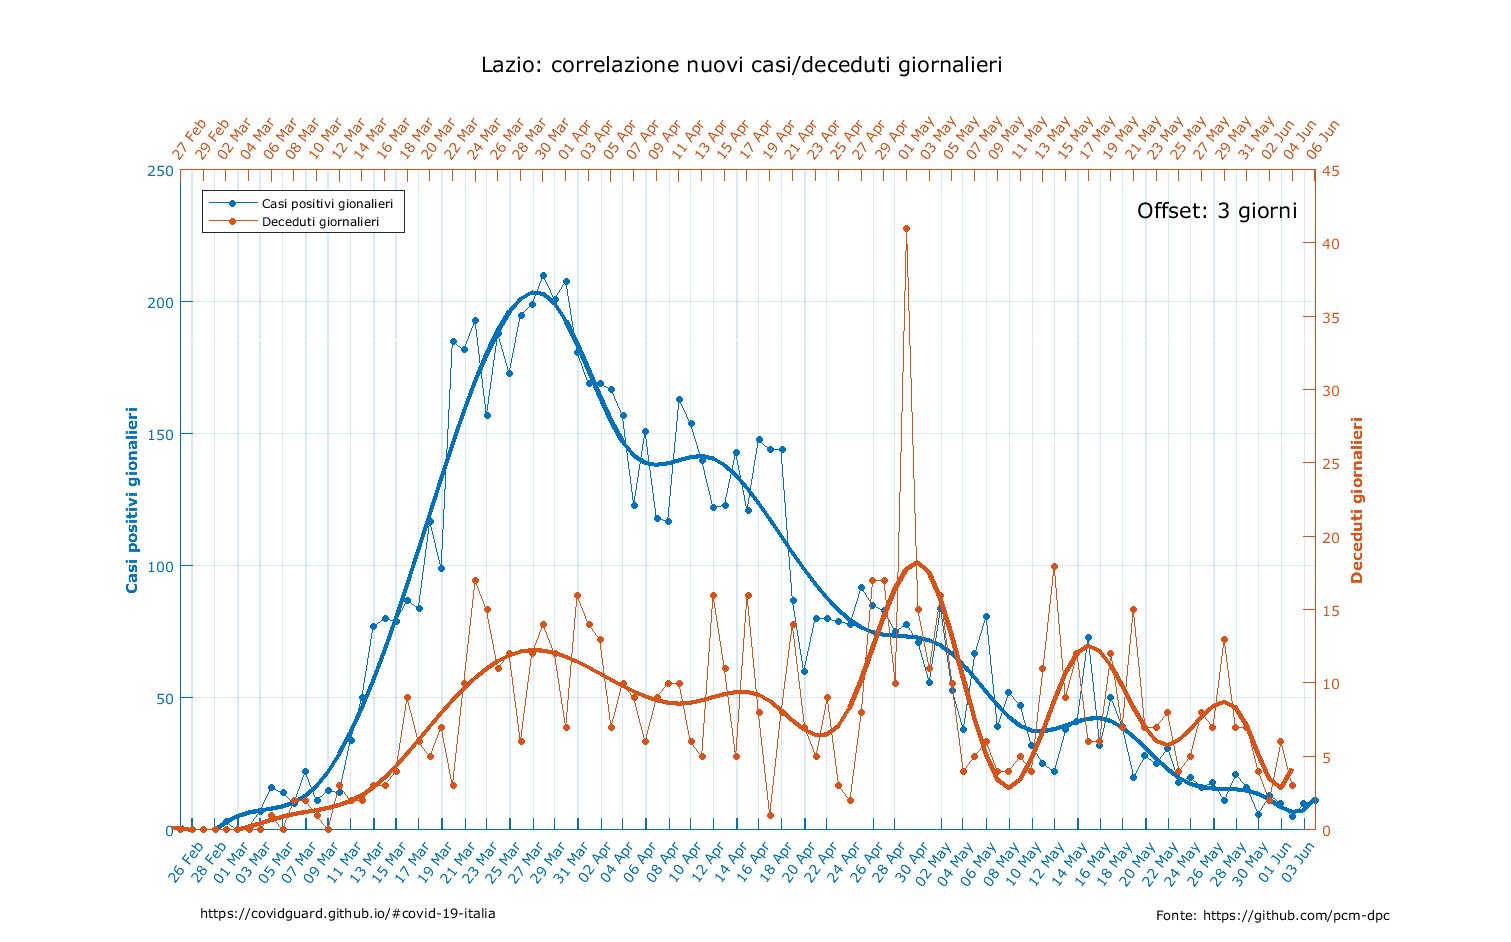 Lazio: correlazione nuovi casi/deceduti giornalieri
27 Feb 29 Feb 02 Mar 04 Mar 06 Mar 08 Mar 10 Mar 12 Mar 14 Mar 16 Mar 18 Mar 20 Mar 22 Mar 24 Mar 26 Mar 28 Mar 30 Mar 01 Apr 03 Apr 05 Apr 07 Apr 09 Apr 11 Apr 13 Apr 15 Apr 17 Apr 19 Apr 21 Apr 23 Apr 25 Apr 27 Apr 29 Apr 01 May 03 May 05 May 07 May 09 May 11 May 13 May 15 May 17 May 19 May 21 May 23 May 25 May 27 May 29 May 31 May 02 Jun 04 Jun 06 Jun
250
200
150
100
50
0
Casi positivi gionalieri
Casi positivi gionalieri
Deceduti giornalieri
Offset: 3 giorni
45
40
35
30
25
20
15
10
5
0
Deceduti giornalieri
26 Feb 28 Feb 01 Mar 03 Mar 05 Mar 07 Mar 09 Mar 11 Mar 13 Mar 15 Mar 17 Mar 19 Mar 21 Mar 23 Mar 25 Mar 27 Mar 29 Mar 31 Mar 02 Apr 04 Apr 06 Apr 08 Apr 10 Apr 12 Apr 14 Apr 16 Apr 18 Apr 20 Apr 22 Apr 24 Apr 26 Apr 28 Apr 30 Apr 02 May 04 May 06 May 08 May 10 May 12 May 14 May 16 May 18 May 20 May 22 May 24 May 26 May 28 May 30 May 01 Jun 03 Jun
https://covidguard.github.io/#covid-19-italia
Fonte: https://github.com/pcm-dpc